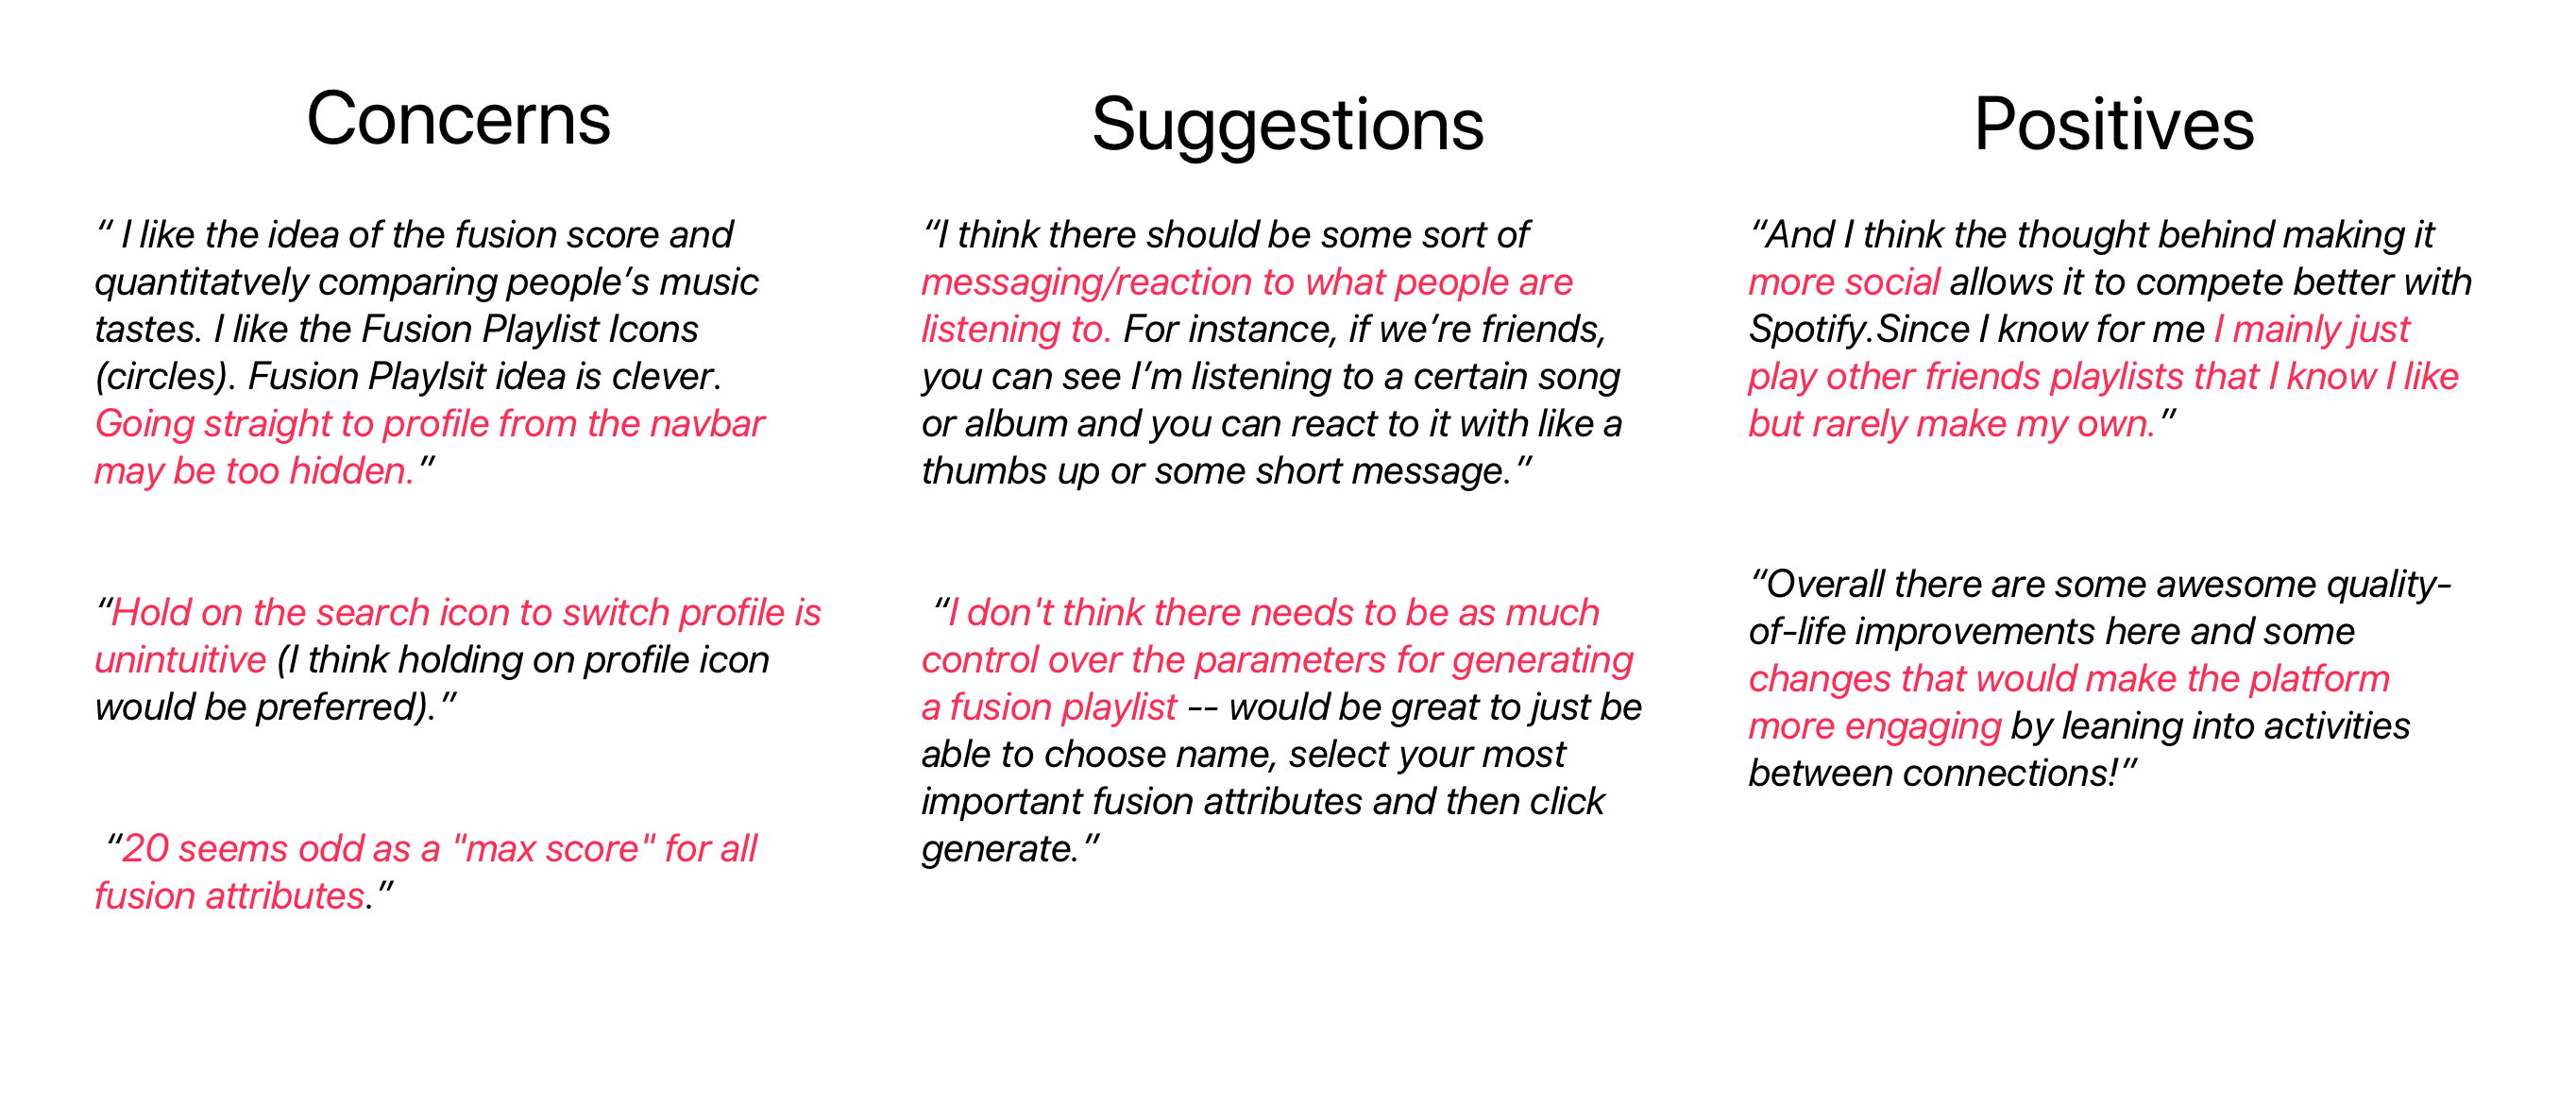 Concerns
“ I like the idea of the fusion score and
quantitatvely comparing people’s music
tastes. I like the Fusion Playlist Icons
(circles). Fusion Playlsit idea is clever.
Going straight to profile from the navbar
may be too hidden.”
“Hold on the search icon to switch profile is
unintuitive (I think holding on profile icon
would be preferred).”
“20 seems odd as a "max score" for all
fusion attributes.”
Suggestions
“I think there should be some sort of
messaging/reaction to what people are
listening to. For instance, if we’re friends,
you can see I’m listening to a certain song
or album and you can react to it with like a
thumbs up or some short message.”
“I don't think there needs to be as much
control over the parameters for generating
a fusion playlist -- would be great to just be
able to choose name, select your most
important fusion attributes and then click
generate.”
Positives
“And I think the thought behind making it
more social allows it to compete better with
Spotify.Since I know for me I mainly just
play other friends playlists that I know I like
but rarely make my own.”
“Overall there are some awesome quality-
of-life improvements here and some
changes that would make the platform
more engaging by leaning into activities
between connections!”